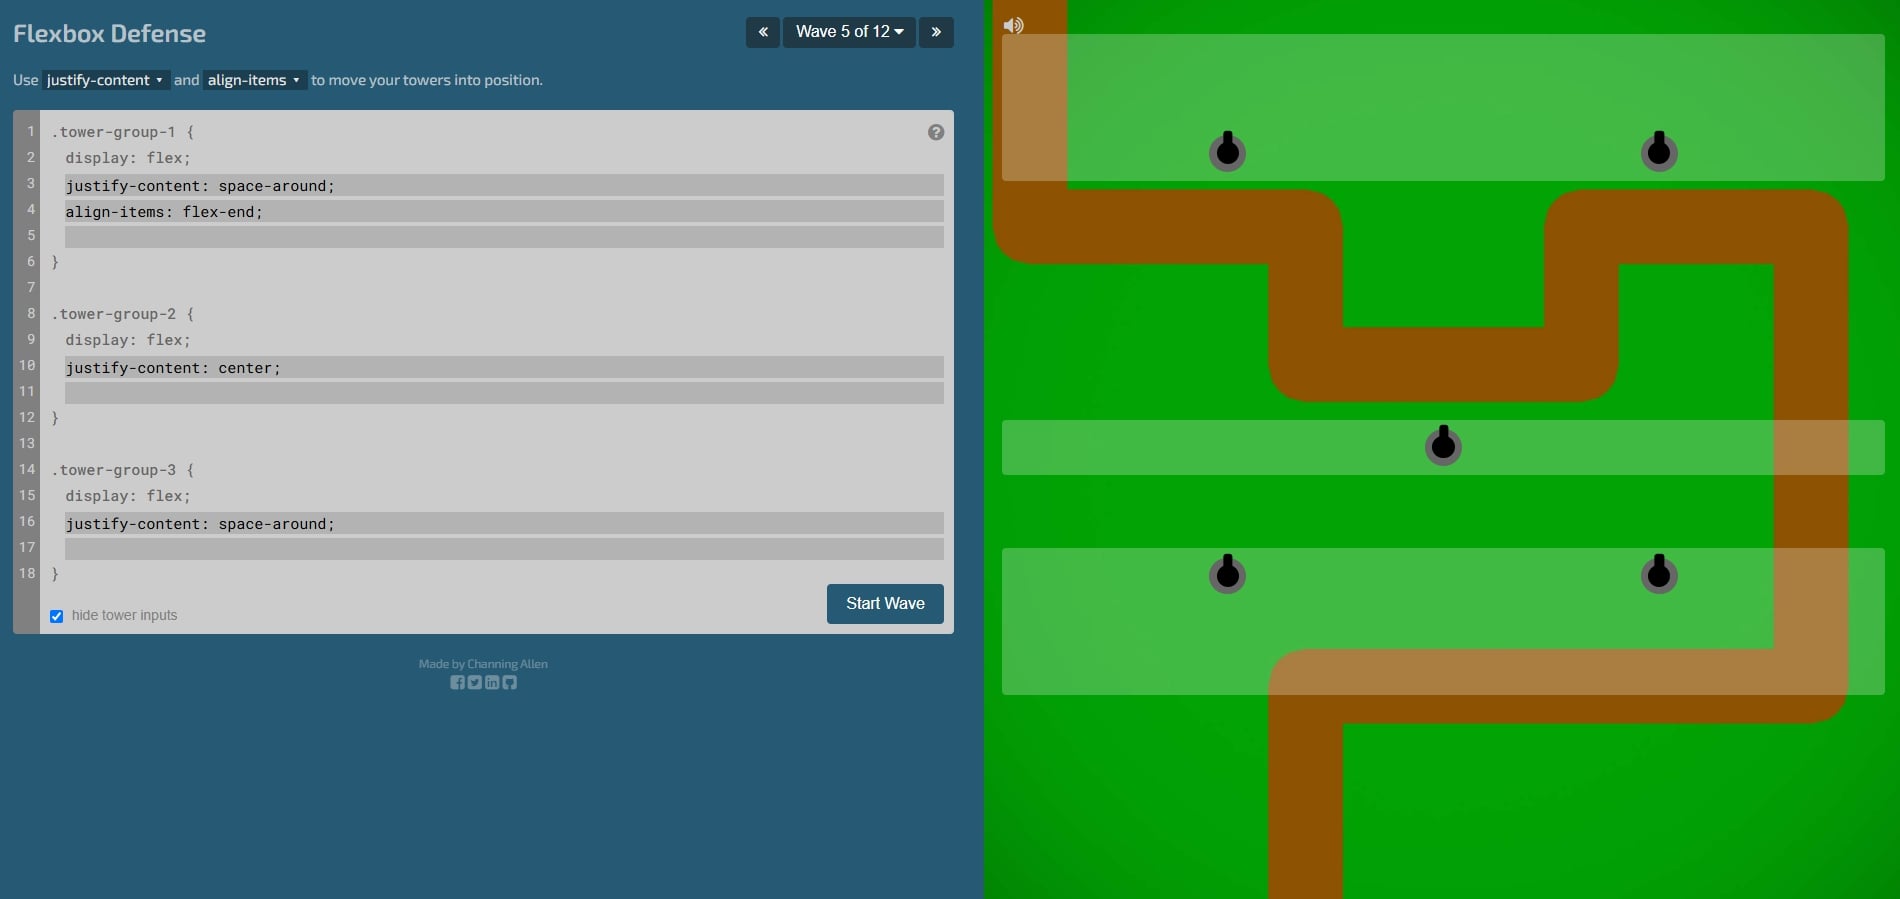 Flexbox Defense
« Wave 5 of 12 »
Use justify-content and align-items to move your towers into position.
1 .tower-group-1 {
2 display: flex;
3 justify-content: space-around;
4 align-items: flex-end;
5
6 }
7
8 .tower-group-2 {
9 display: flex;
10 justify-content: center;
11
12 }
13
14 .tower-group-3 {
15 display: flex;
16 justify-content: space-around;
17
18 }
hide tower inputs
Start Wave
Made by Channing Allen